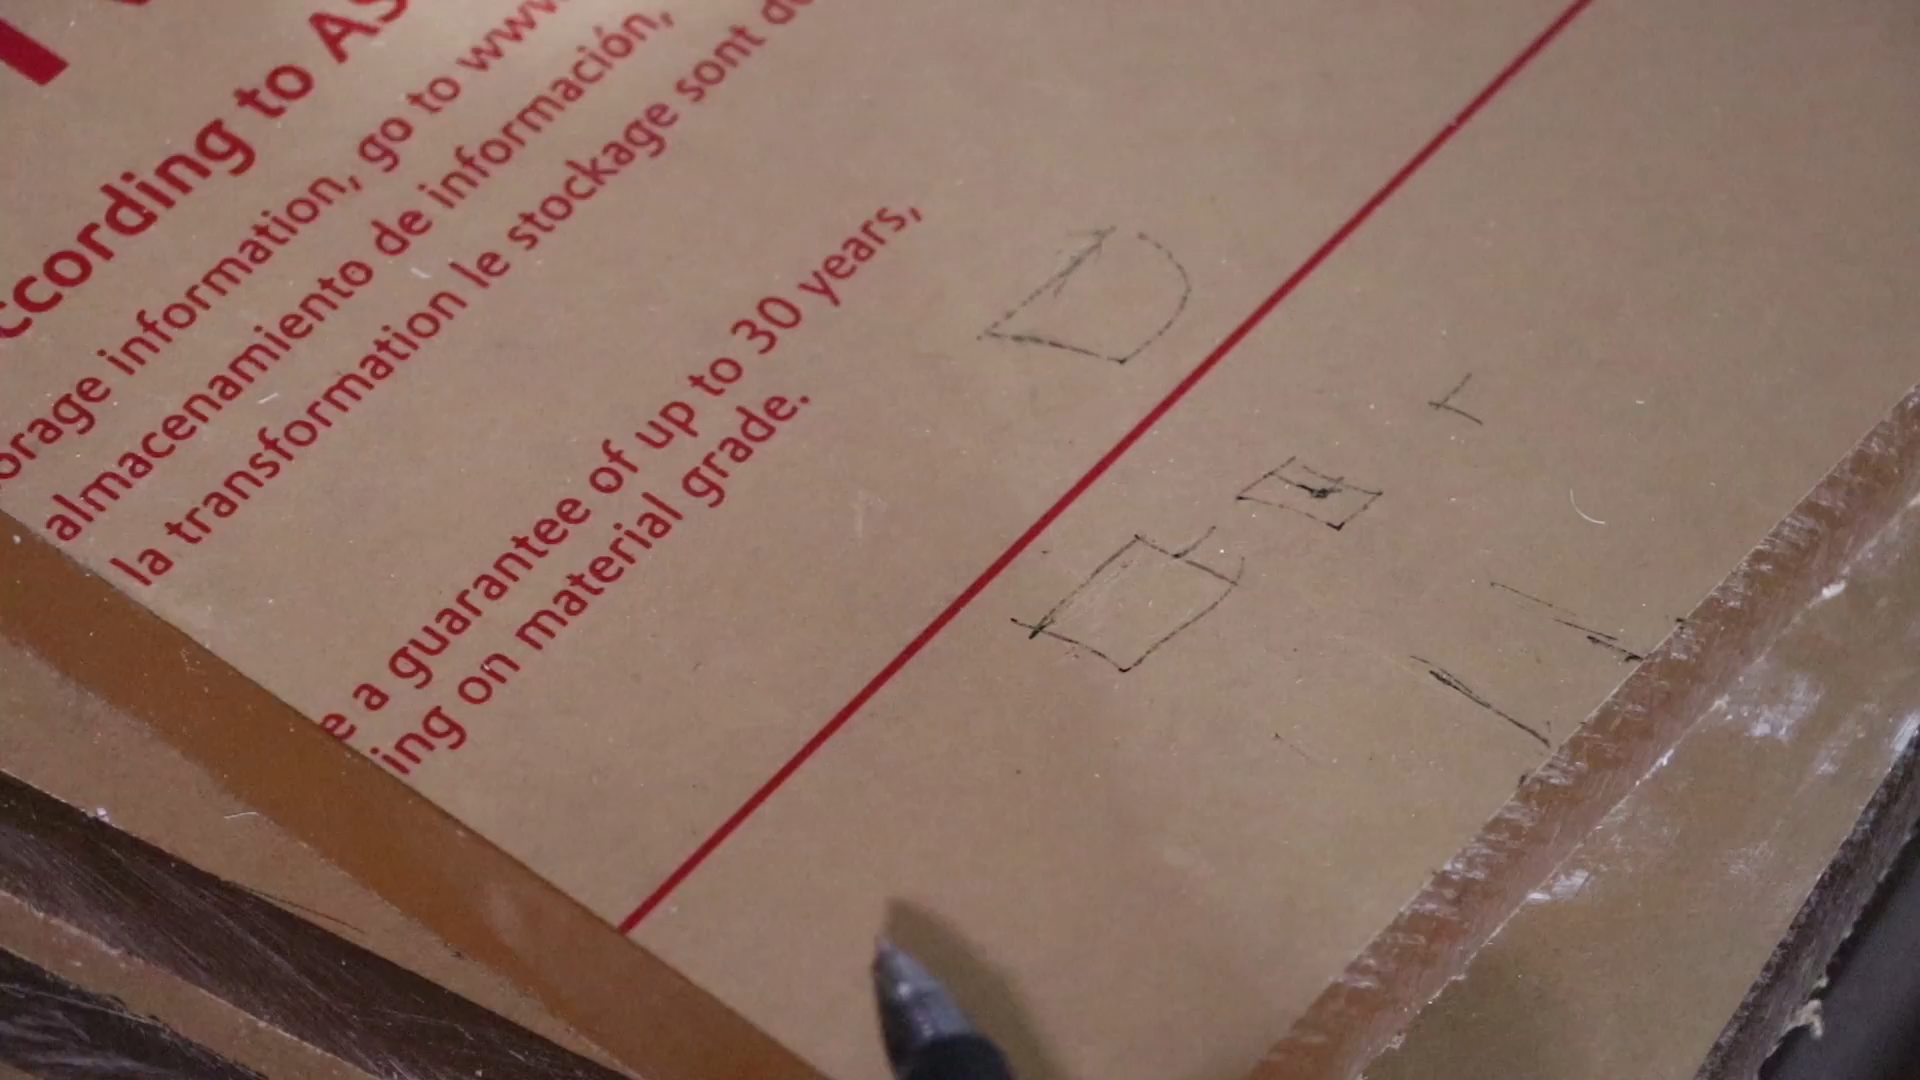 ccording to AS
orage information, go to www.
almacenamiento de información,
la transformation le stockage sont d
e a guarantee of up to 30 years,
ing on material grade.